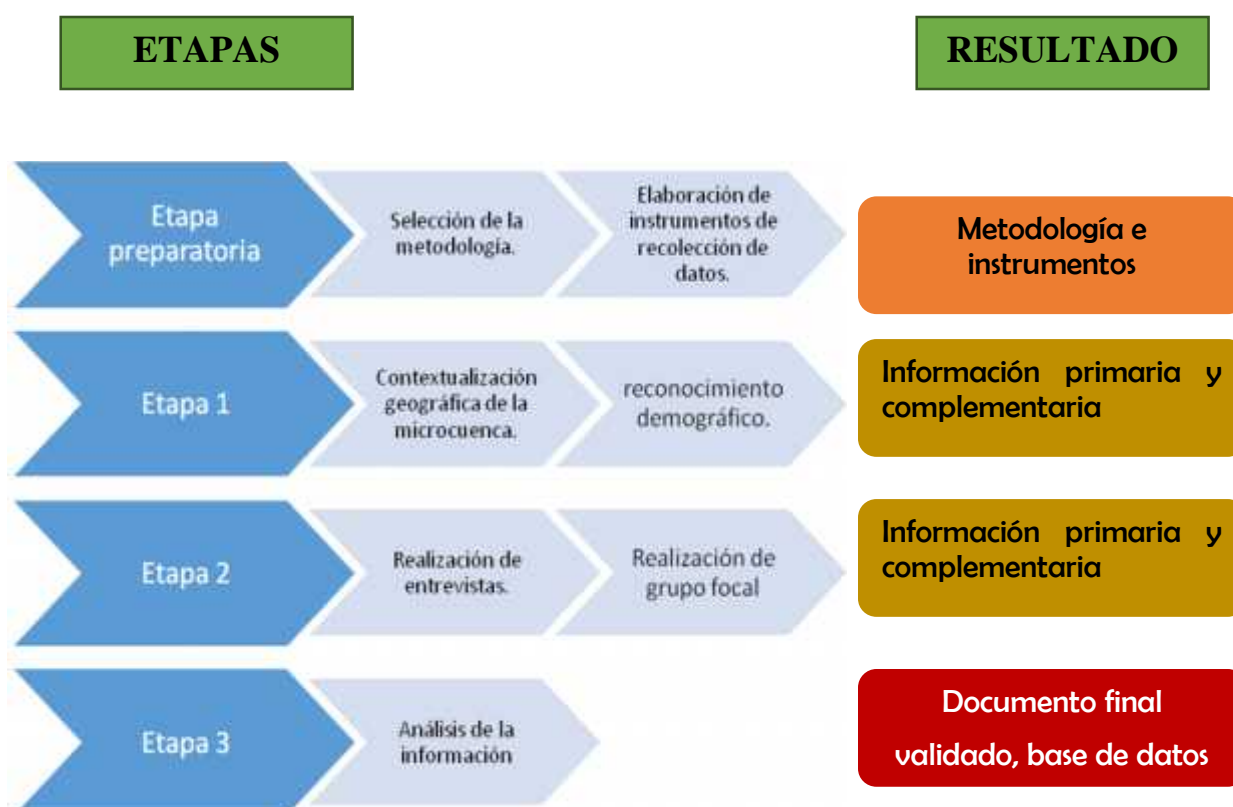 ETAPAS
RESULTADO
Etapa
preparatoria
Selección de la
metodología.
Elaboración de
instrumentos de
recolección de
datos.
Metodología e
instrumentos
Etapa 1
Contextualización
geográfica de la
microcuenca.
reconocimiento
demográfico.
Información primaria y
complementaria
Etapa 2
Realización de
entrevistas.
Realización de
grupo focal
Información primaria y
complementaria
Etapa 3
Análisis de la
información
Documento final
validado, base de datos